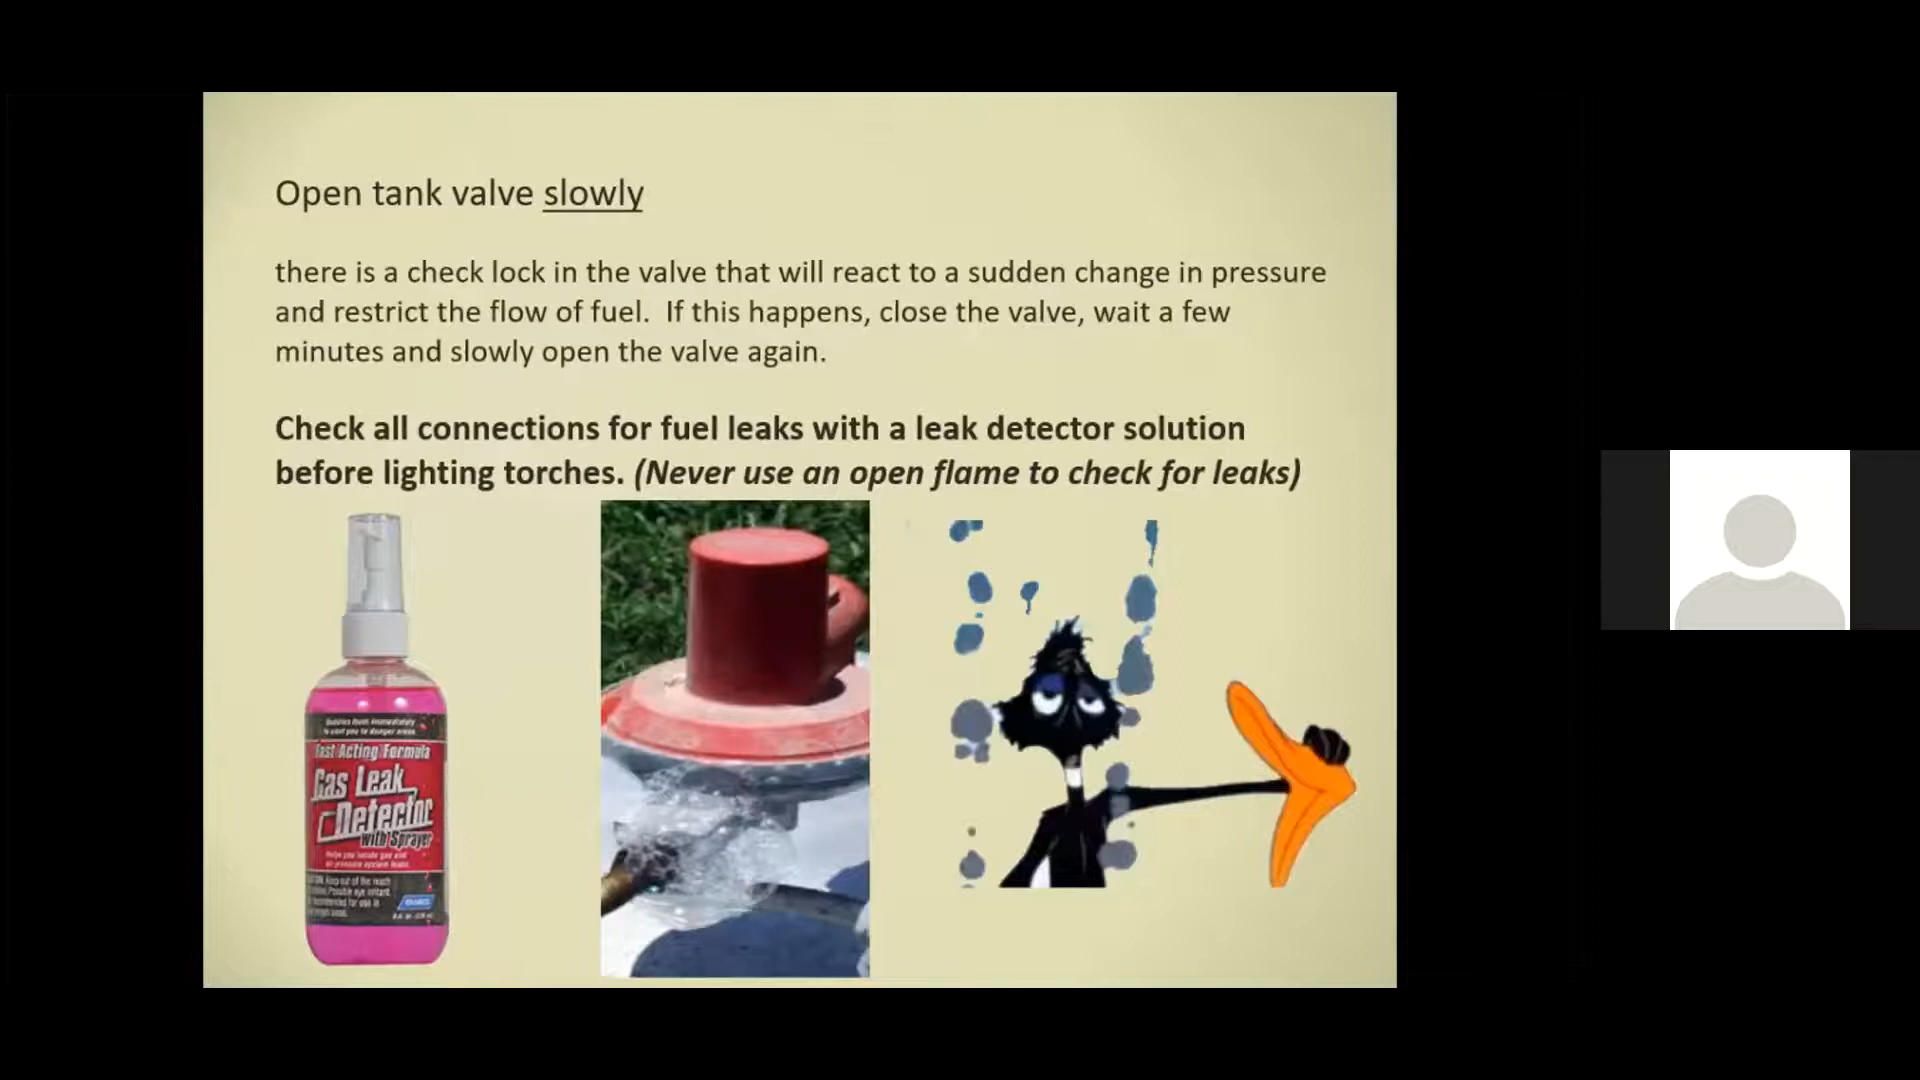 Open tank valve slowly
there is a check lock in the valve that will react to a sudden change in pressure
and restrict the flow of fuel.  If this happens, close the valve, wait a few
minutes and slowly open the valve again.
Check all connections for fuel leaks with a leak detector solution
before lighting torches. (Never use an open flame to check for leaks)
Fast Acting Formula
Gas Leak
Detector
with Sprayer